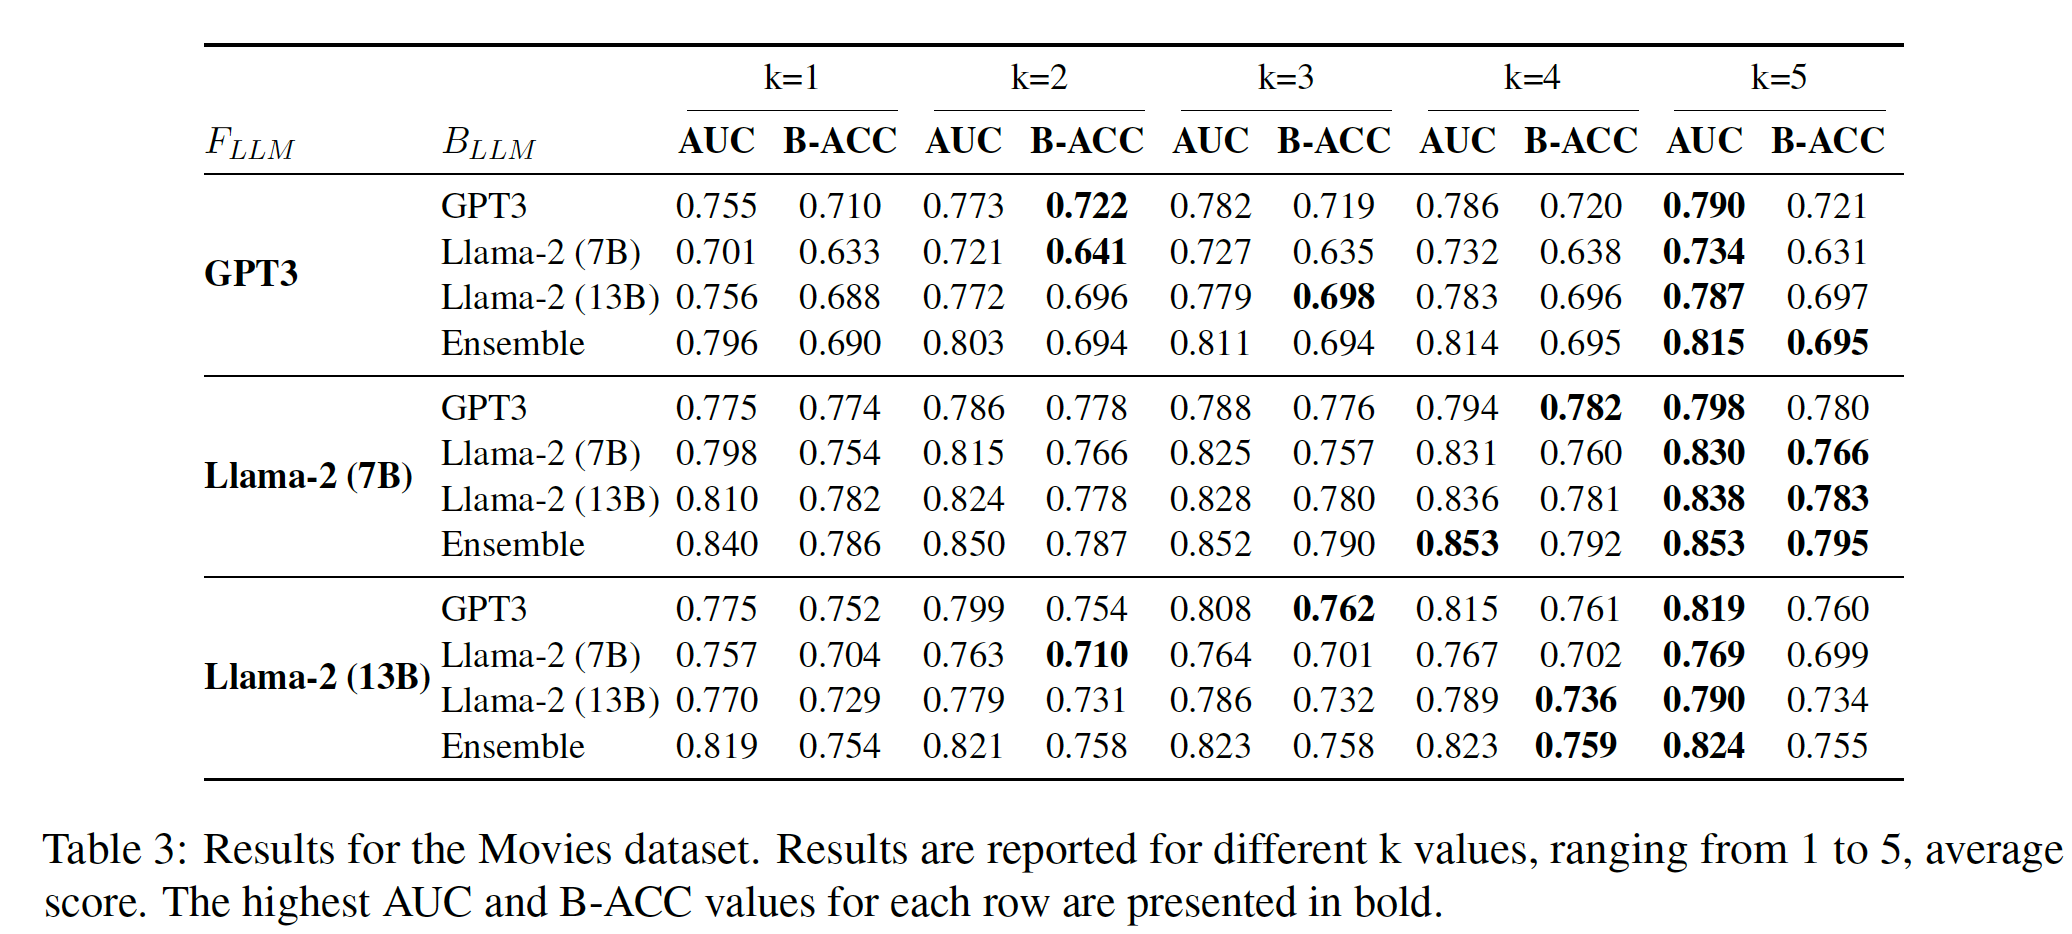 k=1 k=2 k=3 k=4 k=5
F_LLM B_LLM AUC B-ACC AUC B-ACC AUC B-ACC AUC B-ACC AUC B-ACC
GPT3 0.755 0.710 0.773 0.722 0.782 0.719 0.786 0.720 0.790 0.721
Llama-2 (7B) 0.701 0.633 0.721 0.641 0.727 0.635 0.732 0.638 0.734 0.631
GPT3
Llama-2 (13B) 0.756 0.688 0.772 0.696 0.779 0.698 0.783 0.696 0.787 0.697
Ensemble 0.796 0.690 0.803 0.694 0.811 0.694 0.814 0.695 0.815 0.695
GPT3 0.775 0.774 0.786 0.778 0.788 0.776 0.794 0.782 0.798 0.780
Llama-2 (7B) 0.798 0.754 0.815 0.766 0.825 0.757 0.831 0.760 0.830 0.766
Llama-2 (7B)
Llama-2 (13B) 0.810 0.782 0.824 0.778 0.828 0.780 0.836 0.781 0.838 0.783
Ensemble 0.840 0.786 0.850 0.787 0.852 0.790 0.853 0.792 0.853 0.795
GPT3 0.775 0.752 0.799 0.754 0.808 0.762 0.815 0.761 0.819 0.760
Llama-2 (7B) 0.757 0.704 0.763 0.710 0.764 0.701 0.767 0.702 0.769 0.699
Llama-2 (13B)
Llama-2 (13B) 0.770 0.729 0.779 0.731 0.786 0.732 0.789 0.736 0.790 0.734
Ensemble 0.819 0.754 0.821 0.758 0.823 0.758 0.823 0.759 0.824 0.755
Table 3: Results for the Movies dataset. Results are reported for different k values, ranging from 1 to 5, average
score. The highest AUC and B-ACC values for each row are presented in bold.